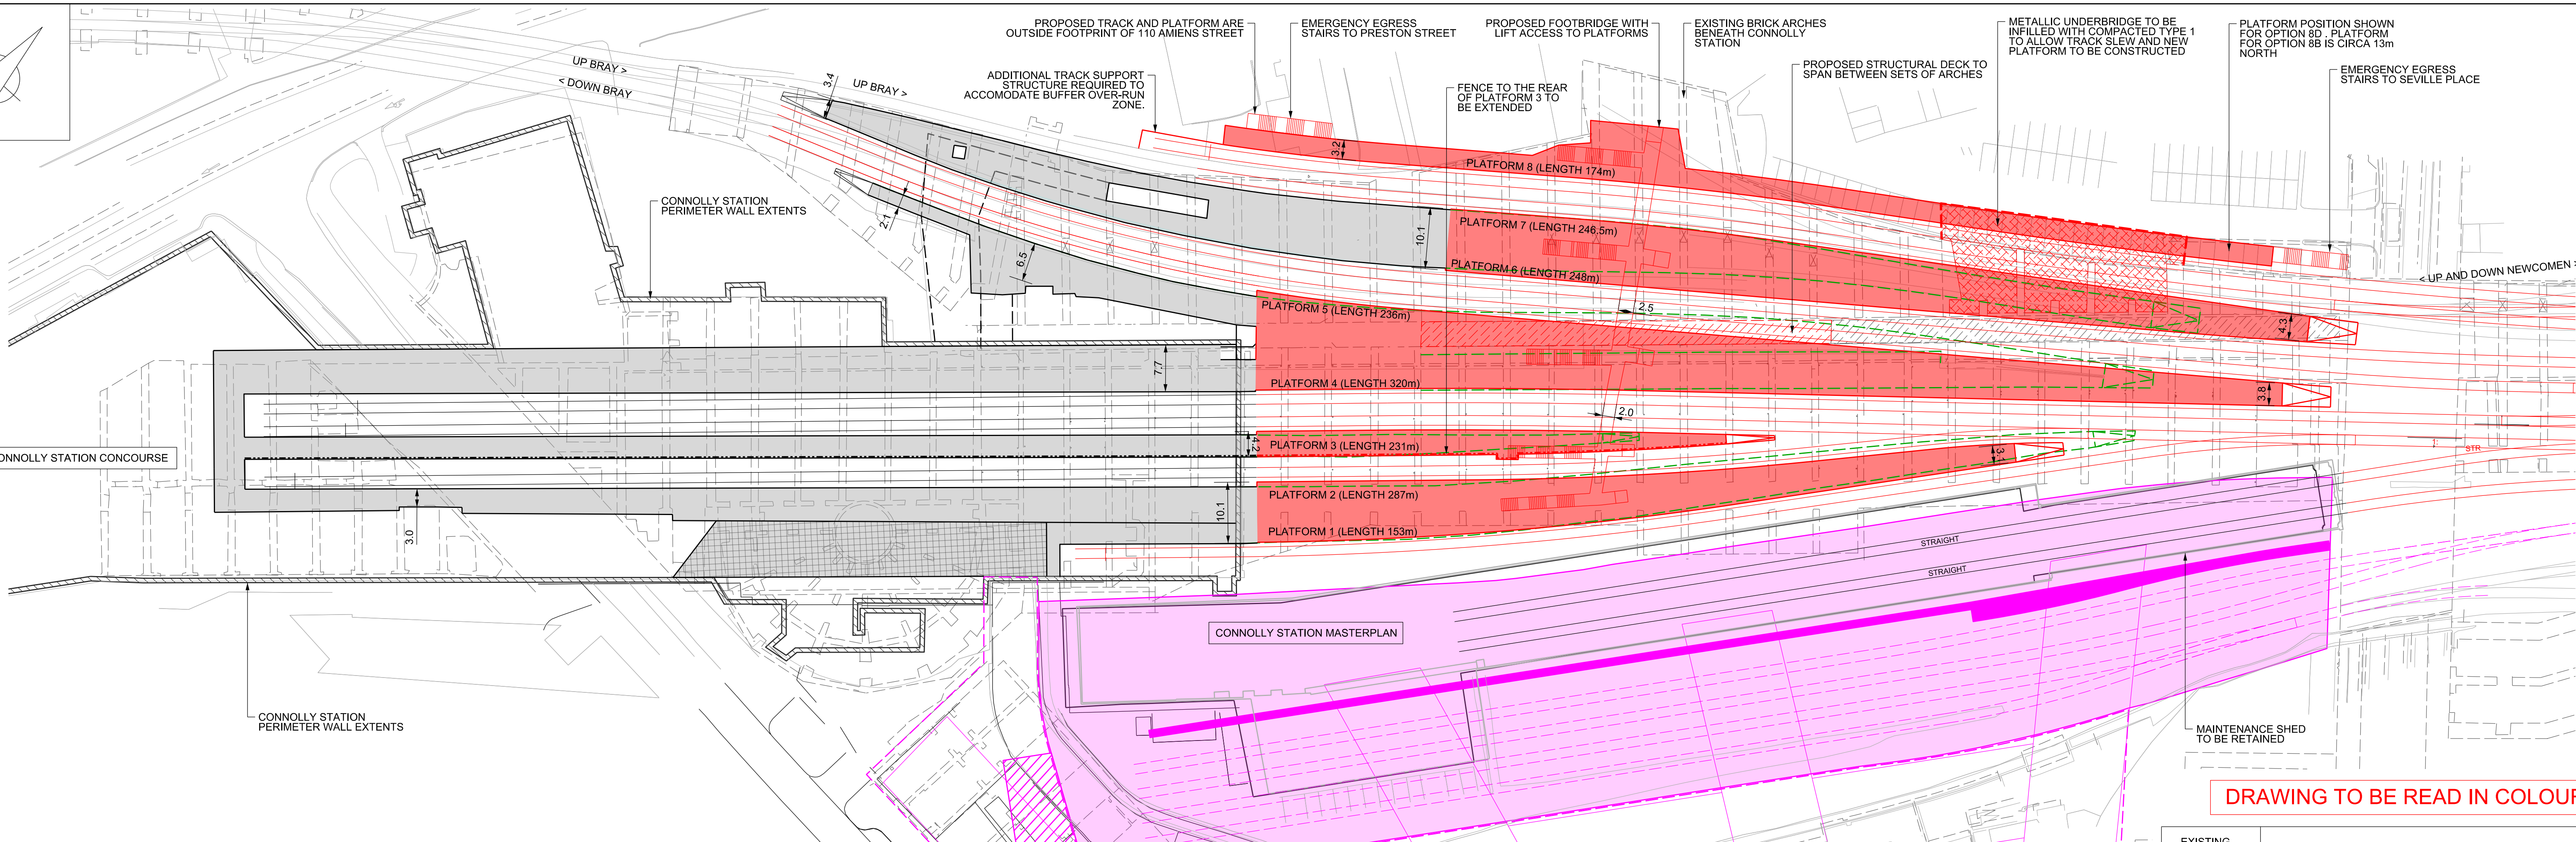 PROPOSED TRACK AND PLATFORM ARE
OUTSIDE FOOTPRINT OF 110 AMIENS STREET
EMERGENCY EGRESS
STAIRS TO PRESTON STREET
PROPOSED FOOTBRIDGE WITH
LIFT ACCESS TO PLATFORMS
EXISTING BRICK ARCHES
BENEATH CONNOLLY
STATION
METALLIC UNDERBRIDGE TO BE
INFILLED WITH COMPACTED TYPE 1
TO ALLOW TRACK SLEW AND NEW
PLATFORM TO BE CONSTRUCTED
PLATFORM POSITION SHOWN
FOR OPTION 8D . PLATFORM
FOR OPTION 8B IS CIRCA 13m
NORTH
EMERGENCY EGRESS
STAIRS TO SEVILLE PLACE
ADDITIONAL TRACK SUPPORT
STRUCTURE REQUIRED TO
ACCOMODATE BUFFER OVER-RUN
ZONE.
FENCE TO THE REAR
OF PLATFORM 3 TO
BE EXTENDED
PROPOSED STRUCTURAL DECK TO
SPAN BETWEEN SETS OF ARCHES
UP BRAY >
< DOWN BRAY
3.4
UP BRAY >
3.2
PLATFORM 8 (LENGTH 174m)
CONNOLLY STATION
PERIMETER WALL EXTENTS
2.1
6.5
10.1
PLATFORM 7 (LENGTH 246.5m)
PLATFORM 6 (LENGTH 248m)
< UP AND DOWN NEWCOMEN >
PLATFORM 5 (LENGTH 236m)
2.5
4.3
7.7
PLATFORM 4 (LENGTH 320m)
3.8
2.0
4.2
PLATFORM 3 (LENGTH 231m)
3.1
STR
ONNOLLY STATION CONCOURSE
PLATFORM 2 (LENGTH 287m)
10.1
PLATFORM 1 (LENGTH 153m)
3.0
STRAIGHT
STRAIGHT
CONNOLLY STATION MASTERPLAN
CONNOLLY STATION
PERIMETER WALL EXTENTS
MAINTENANCE SHED
TO BE RETAINED
DRAWING TO BE READ IN COLOUR
EXISTING